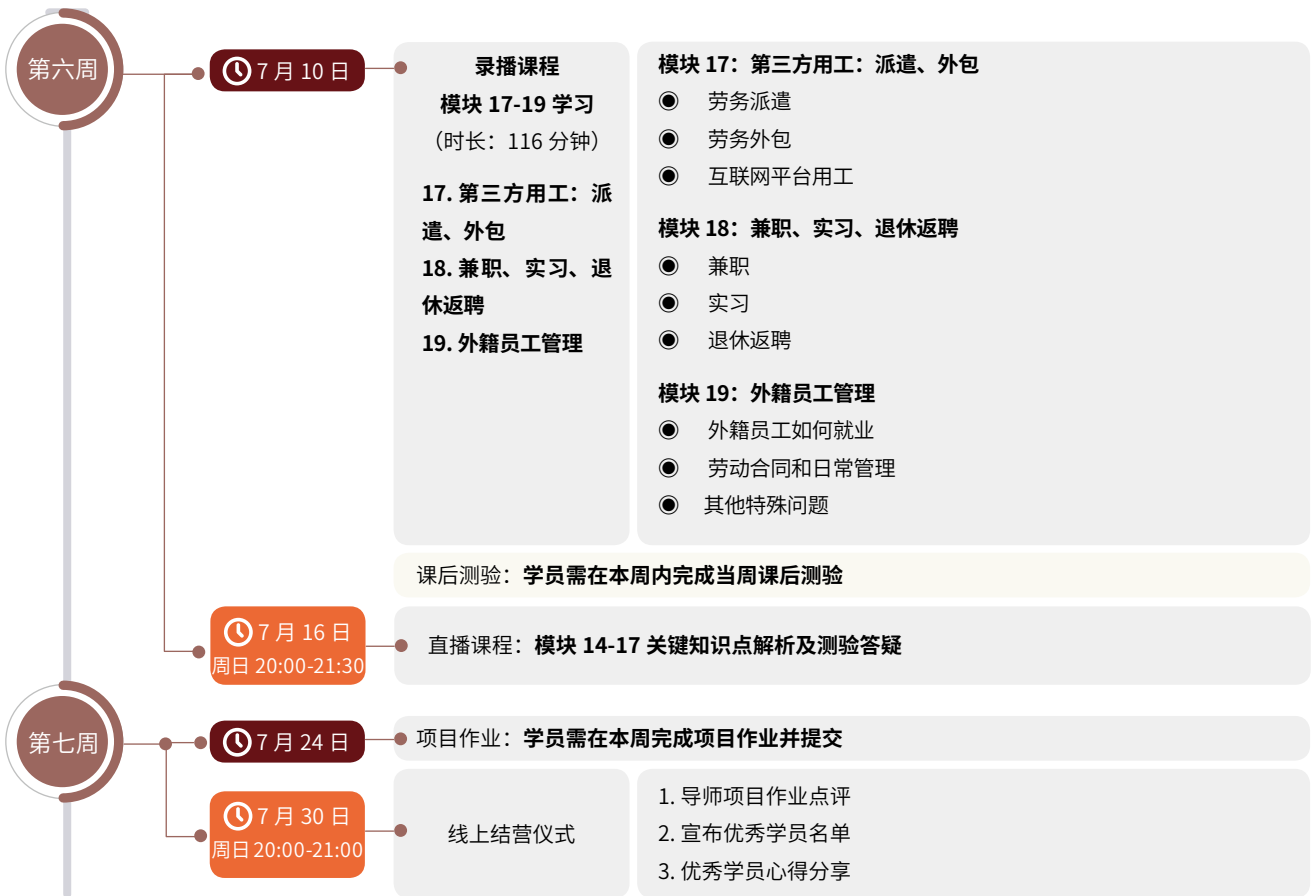 第六周
7 月 10 日
录播课程
模块 17-19 学习
（时长：116 分钟）
17. 第三方用工：派
遣、外包
18. 兼职、实习、退
休返聘
19. 外籍员工管理
模块 17：第三方用工：派遣、外包
◉ 劳务派遣
◉ 劳务外包
◉ 互联网平台用工
模块 18：兼职、实习、退休返聘
◉ 兼职
◉ 实习
◉ 退休返聘
模块 19：外籍员工管理
◉ 外籍员工如何就业
◉ 劳动合同和日常管理
◉ 其他特殊问题
课后测验：学员需在本周内完成当周课后测验
7 月 16 日
周日 20:00-21:30
直播课程：模块 14-17 关键知识点解析及测验答疑
第七周
7 月 24 日
项目作业：学员需在本周完成项目作业并提交
7 月 30 日
周日 20:00-21:00
线上结营仪式
1. 导师项目作业点评
2. 宣布优秀学员名单
3. 优秀学员心得分享